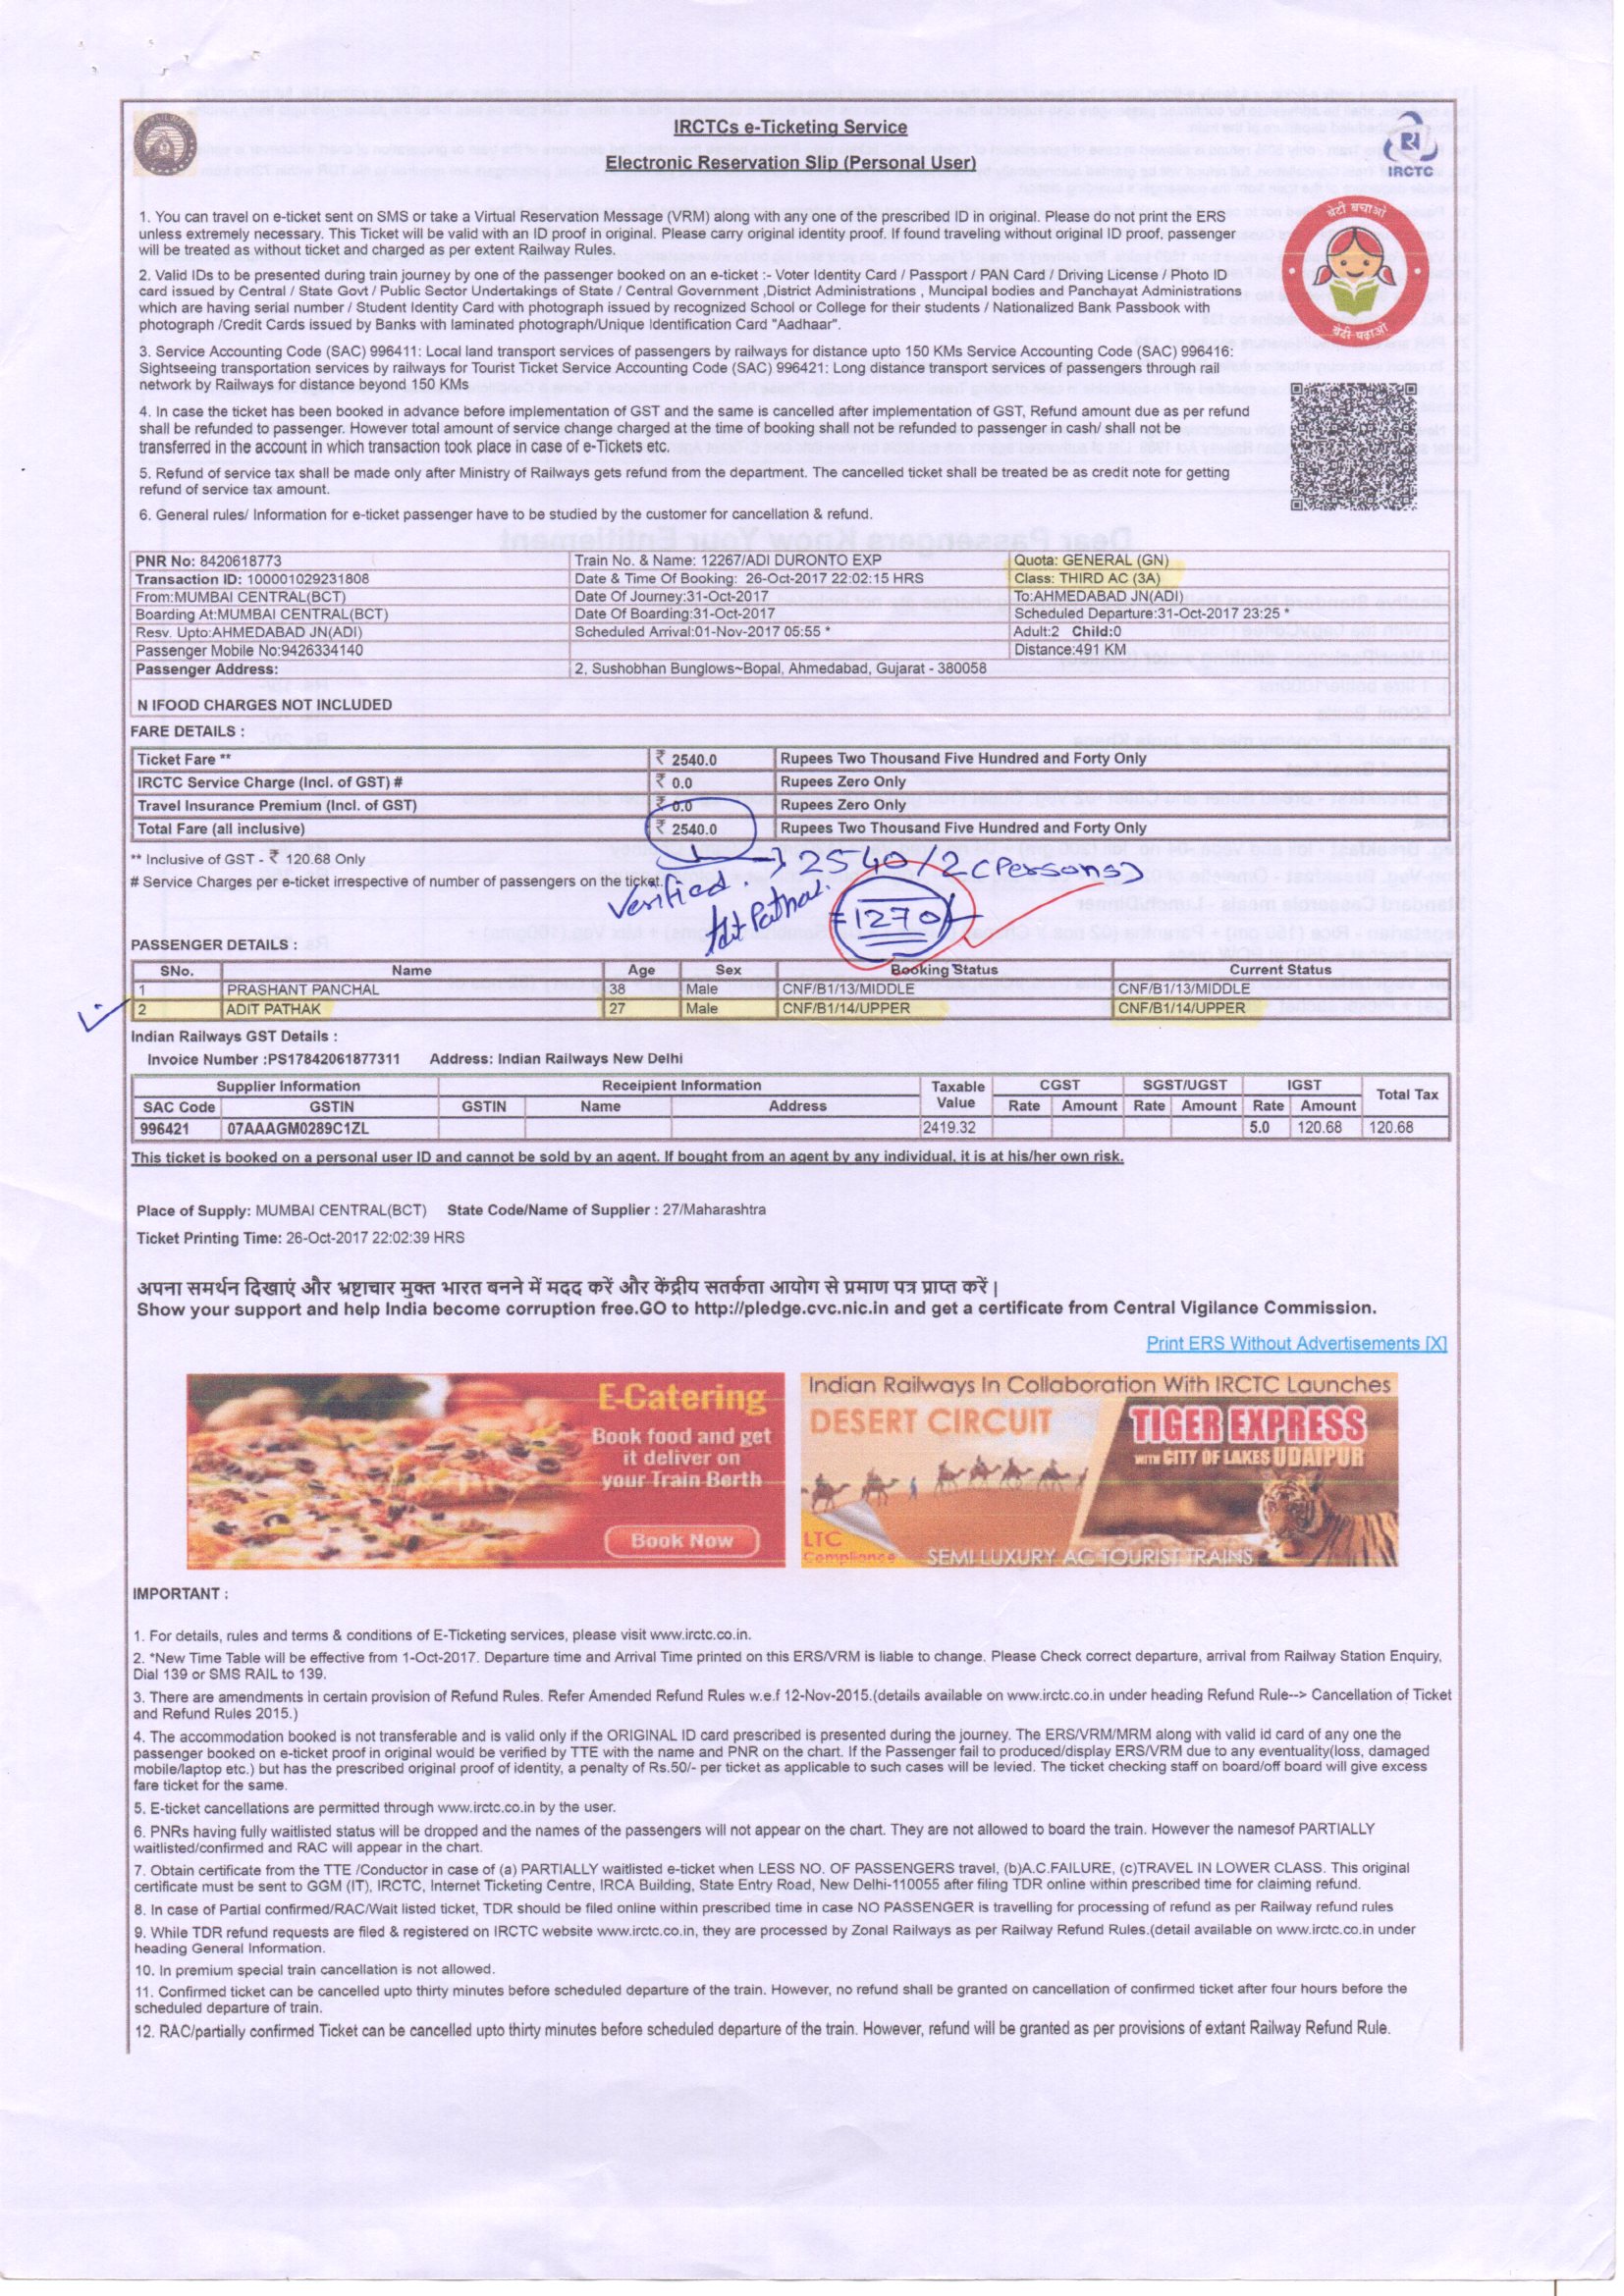 IRCTCs e-Ticketing Service
Electronic Reservation Slip (Personal User)
IRCTC
बेटी बचाओ
बेटी पढ़ाओ
1. You can travel on e-ticket sent on SMS or take a Virtual Reservation Message (VRM) along with any one of the prescribed ID in original. Please do not print the ERS
unless extremely necessary. This Ticket will be valid with an ID proof in original. Please carry original identity proof. If found traveling without original ID proof, passenger
will be treated as without ticket and charged as per extent Railway Rules.
2. Valid IDs to be presented during train journey by one of the passenger booked on an e-ticket :- Voter Identity Card / Passport / PAN Card / Driving License / Photo ID
card issued by Central / State Govt / Public Sector Undertakings of State / Central Government ,District Administrations , Muncipal bodies and Panchayat Administrations
which are having serial number / Student Identity Card with photograph issued by recognized School or College for their students / Nationalized Bank Passbook with
photograph /Credit Cards issued by Banks with laminated photograph/Unique Identification Card "Aadhaar".
3. Service Accounting Code (SAC) 996411: Local land transport services of passengers by railways for distance upto 150 KMs Service Accounting Code (SAC) 996416:
Sightseeing transportation services by railways for Tourist Ticket Service Accounting Code (SAC) 996421: Long distance transport services of passengers through rail
network by Railways for distance beyond 150 KMs
4. In case the ticket has been booked in advance before implementation of GST and the same is cancelled after implementation of GST, Refund amount due as per refund
shall be refunded to passenger. However total amount of service change charged at the time of booking shall not be refunded to passenger in cash/ shall not be
transferred in the account in which transaction took place in case of e-Tickets etc.
5. Refund of service tax shall be made only after Ministry of Railways gets refund from the department. The cancelled ticket shall be treated as credit note for getting
refund of service tax amount.
6. General rules/ Information for e-ticket passenger have to be studied by the customer for cancellation & refund.
PNR No: 8420618773 Train No. & Name: 12267/ADI DURONTO EXP Quota: GENERAL (GN)
Transaction ID: 100001029231808 Date & Time Of Booking: 26-Oct-2017 22:02:15 HRS Class: THIRD AC (3A)
From:MUMBAI CENTRAL(BCT) Date Of Journey:31-Oct-2017 To:AHMEDABAD JN(ADI)
Boarding At:MUMBAI CENTRAL(BCT) Date Of Boarding:31-Oct-2017 Scheduled Departure:31-Oct-2017 23:25 *
Resv. Upto:AHMEDABAD JN(ADI) Scheduled Arrival:01-Nov-2017 05:55 * Adult:2 Child:0
Passenger Mobile No:9426334140 Distance:491 KM
Passenger Address: 2, Sushobhan Bunglows~Bopal, Ahmedabad, Gujarat - 380058
N IFOOD CHARGES NOT INCLUDED
FARE DETAILS :
Ticket Fare ** ₹ 2540.0 Rupees Two Thousand Five Hundred and Forty Only
IRCTC Service Charge (Incl. of GST) # ₹ 0.0 Rupees Zero Only
Travel Insurance Premium (Incl. of GST) ₹ 0.0 Rupees Zero Only
Total Fare (all inclusive) ₹ 2540.0 Rupees Two Thousand Five Hundred and Forty Only
** Inclusive of GST - ₹ 120.68 Only
2540/2 (Persons)
# Service Charges per e-ticket irrespective of number of passengers on the ticket.
Verified.
Adit Pathak.
=1270/-
PASSENGER DETAILS :
SNo. Name Age Sex Booking Status Current Status
1 PRASHANT PANCHAL 38 Male CNF/B1/13/MIDDLE CNF/B1/13/MIDDLE
2 ADIT PATHAK 27 Male CNF/B1/14/UPPER CNF/B1/14/UPPER
Indian Railways GST Details :
Invoice Number :PS17842061877311 Address: Indian Railways New Delhi
Supplier Information Receipient Information Taxable Value CGST SGST/UGST IGST Total Tax
SAC Code GSTIN GSTIN Name Address Rate Amount Rate Amount Rate Amount
996421 07AAAGM0289C1ZL 2419.32 5.0 120.68 120.68
This ticket is booked on a personal user ID and cannot be sold by an agent. If bought from an agent by any individual, it is at his/her own risk.
Place of Supply: MUMBAI CENTRAL(BCT) State Code/Name of Supplier : 27/Maharashtra
Ticket Printing Time: 26-Oct-2017 22:02:39 HRS
अपना समर्थन दिखाएं और भ्रष्टाचार मुक्त भारत बनने में मदद करें और केंद्रीय सतर्कता आयोग से प्रमाण पत्र प्राप्त करें |
Show your support and help India become corruption free.GO to http://pledge.cvc.nic.in and get a certificate from Central Vigilance Commission.
Print ERS Without Advertisements [X]
E-Catering
Book food and get
it deliver on
your Train Berth
Book Now
Indian Railways In Collaboration With IRCTC Launches
DESERT CIRCUIT
TIGER EXPRESS
WITH CITY OF LAKES UDAIPUR
LTC
Compliance
SEMI LUXURY AC TOURIST TRAINS
IMPORTANT :
1. For details, rules and terms & conditions of E-Ticketing services, please visit www.irctc.co.in.
2. *New Time Table will be effective from 1-Oct-2017. Departure time and Arrival Time printed on this ERS/VRM is liable to change. Please Check correct departure, arrival from Railway Station Enquiry,
Dial 139 or SMS RAIL to 139.
3. There are amendments in certain provision of Refund Rules. Refer Amended Refund Rules w.e.f 12-Nov-2015.(details available on www.irctc.co.in under heading Refund Rule--> Cancellation of Ticket
and Refund Rules 2015.)
4. The accommodation booked is not transferable and is valid only if the ORIGINAL ID card prescribed is presented during the journey. The ERS/VRM/MRM along with valid id card of any one the
passenger booked on e-ticket proof in original would be verified by TTE with the name and PNR on the chart. If the Passenger fail to produced/display ERS/VRM due to any eventuality(loss, damaged
mobile/laptop etc.) but has the prescribed original proof of identity, a penalty of Rs.50/- per ticket as applicable to such cases will be levied. The ticket checking staff on board/off board will give excess
fare ticket for the same.
5. E-ticket cancellations are permitted through www.irctc.co.in by the user.
6. PNRs having fully waitlisted status will be dropped and the names of the passengers will not appear on the chart. They are not allowed to board the train. However the namesof PARTIALLY
waitlisted/confirmed and RAC will appear in the chart.
7. Obtain certificate from the TTE /Conductor in case of (a) PARTIALLY waitlisted e-ticket when LESS NO. OF PASSENGERS travel, (b)A.C.FAILURE, (c)TRAVEL IN LOWER CLASS. This original
certificate must be sent to GGM (IT), IRCTC, Internet Ticketing Centre, IRCA Building, State Entry Road, New Delhi-110055 after filing TDR online within prescribed time for claiming refund.
8. In case of Partial confirmed/RAC/Wait listed ticket, TDR should be filed online within prescribed time in case NO PASSENGER is travelling for processing of refund as per Railway refund rules
9. While TDR refund requests are filed & registered on IRCTC website www.irctc.co.in, they are processed by Zonal Railways as per Railway Refund Rules.(detail available on www.irctc.co.in under
heading General Information.
10. In premium special train cancellation is not allowed.
11. Confirmed ticket can be cancelled upto thirty minutes before scheduled departure of the train. However, no refund shall be granted on cancellation of confirmed ticket after four hours before the
scheduled departure of train.
12. RAC/partially confirmed Ticket can be cancelled upto thirty minutes before scheduled departure of the train. However, refund will be granted as per provisions of extant Railway Refund Rule.